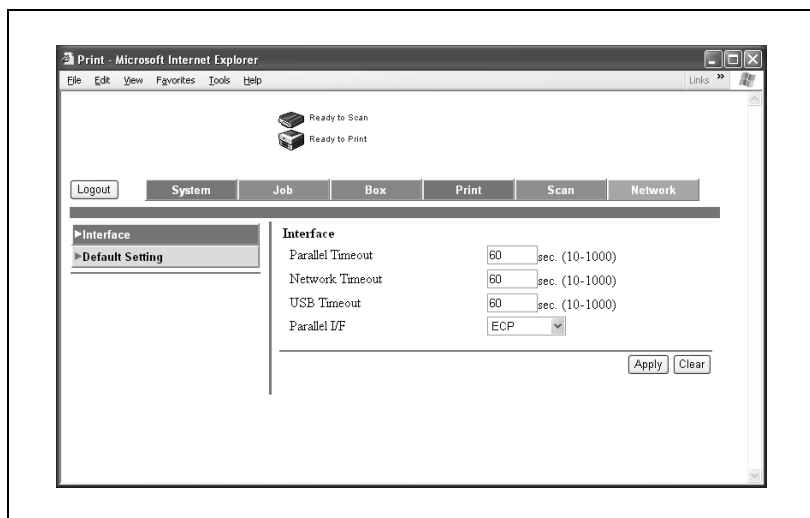 Print - Microsoft Internet Explorer
File Edit View Favorites Tools Help Links »
Ready to Scan
Ready to Print
Logout System Job Box Print Scan Network
Interface
Default Setting
Interface
Parallel Timeout 60 sec. (10-1000)
Network Timeout 60 sec. (10-1000)
USB Timeout 60 sec. (10-1000)
Parallel I/F ECP
Apply Clear